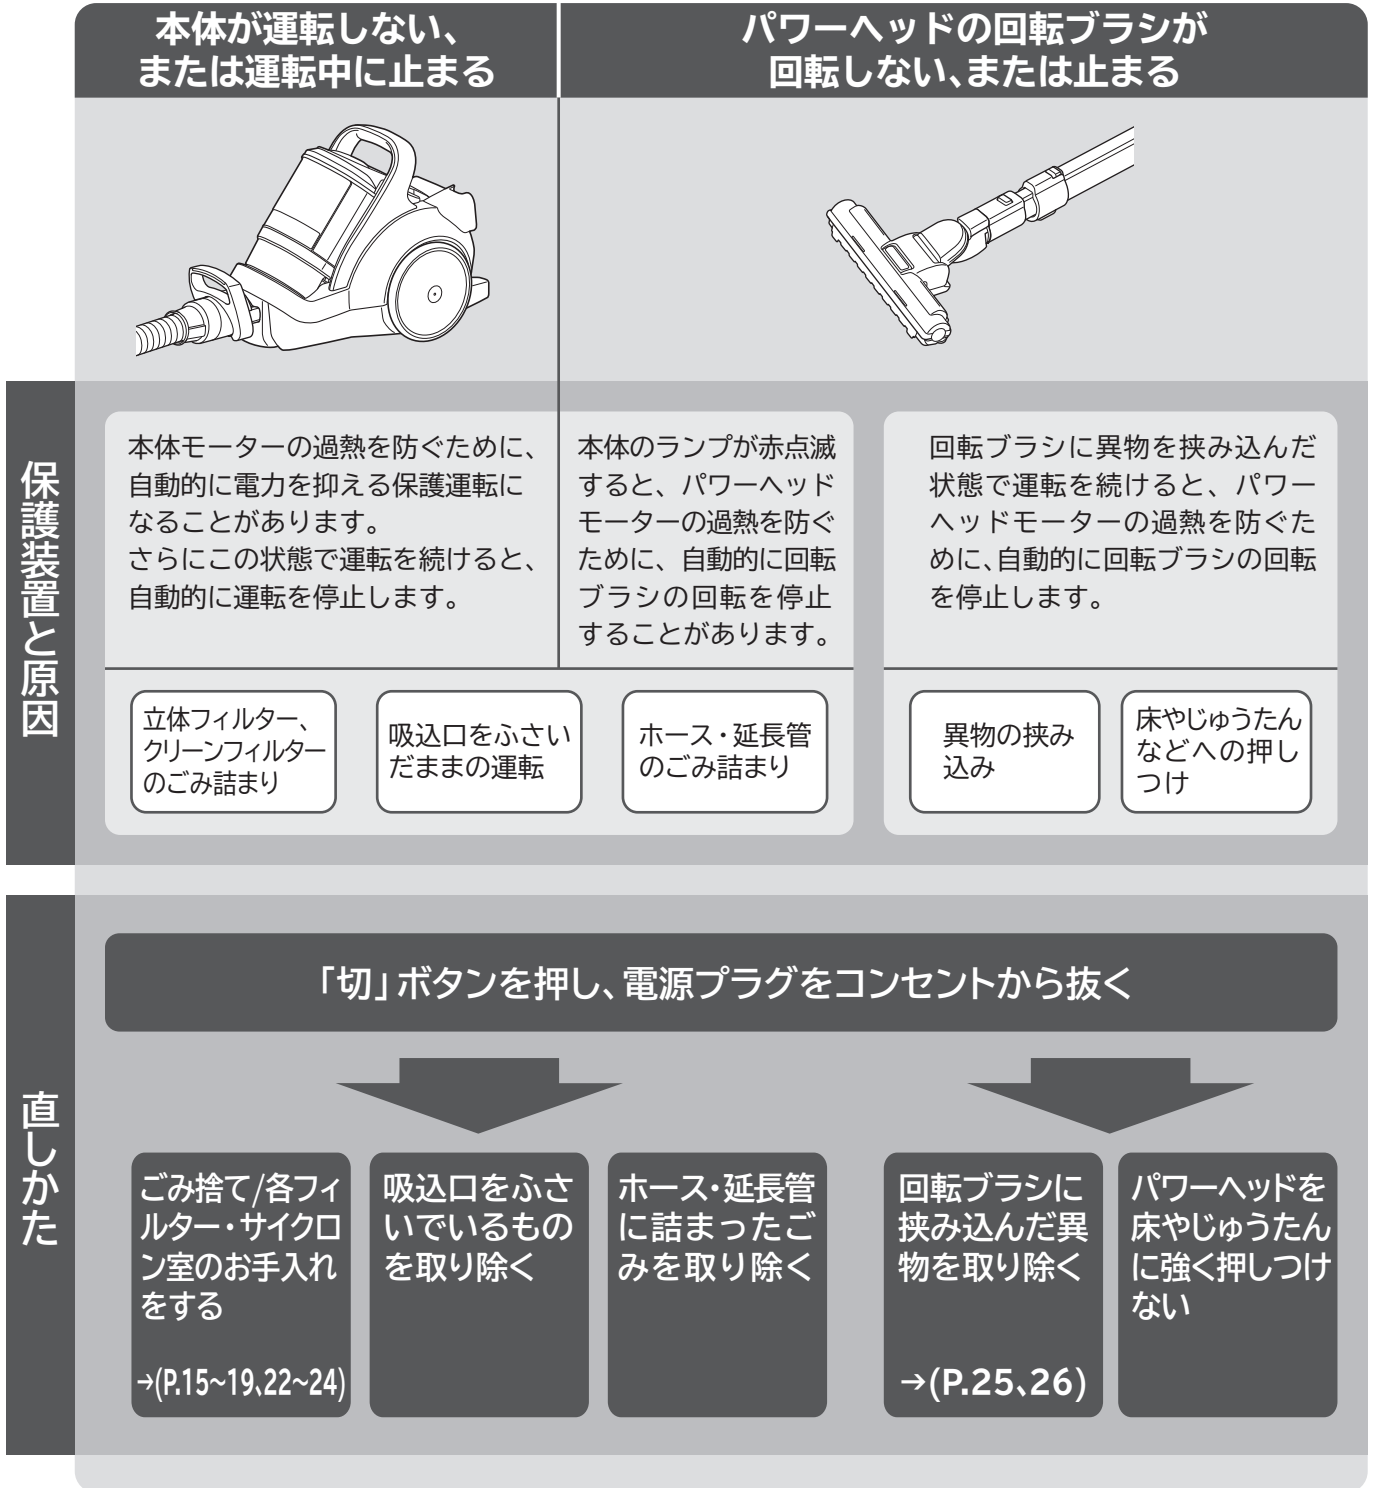 本体が運転しない、
または運転中に止まる
パワーヘッドの回転ブラシが
回転しない、または止まる
保護装置と原因
本体モーターの過熱を防ぐために、
自動的に電力を抑える保護運転に
なることがあります。
さらにこの状態で運転を続けると、
自動的に運転を停止します。
本体のランプが赤点滅
すると、パワーヘッド
モーターの過熱を防ぐ
ために、自動的に回転
ブラシの回転を停止
することがあります。
回転ブラシに異物を挟み込んだ
状態で運転を続けると、パワー
ヘッドモーターの過熱を防ぐた
めに、自動的に回転ブラシの回転
を停止します。
立体フィルター、
クリーンフィルター
のごみ詰まり
吸込口をふさい
だままの運転
ホース・延長管
のごみ詰まり
異物の挟み
込み
床やじゅうたん
などへの押し
つけ
直しかた
「切」ボタンを押し、電源プラグをコンセントから抜く
ごみ捨て/各フィ
ルター・サイクロ
ン室のお手入れ
をする
→(P.15~19、22~24)
吸込口をふさ
いでいるもの
を取り除く
ホース・延長管
に詰まったご
みを取り除く
回転ブラシに
挟み込んだ異
物を取り除く
→(P.25、26)
パワーヘッドを
床やじゅうたん
に強く押しつけ
ない